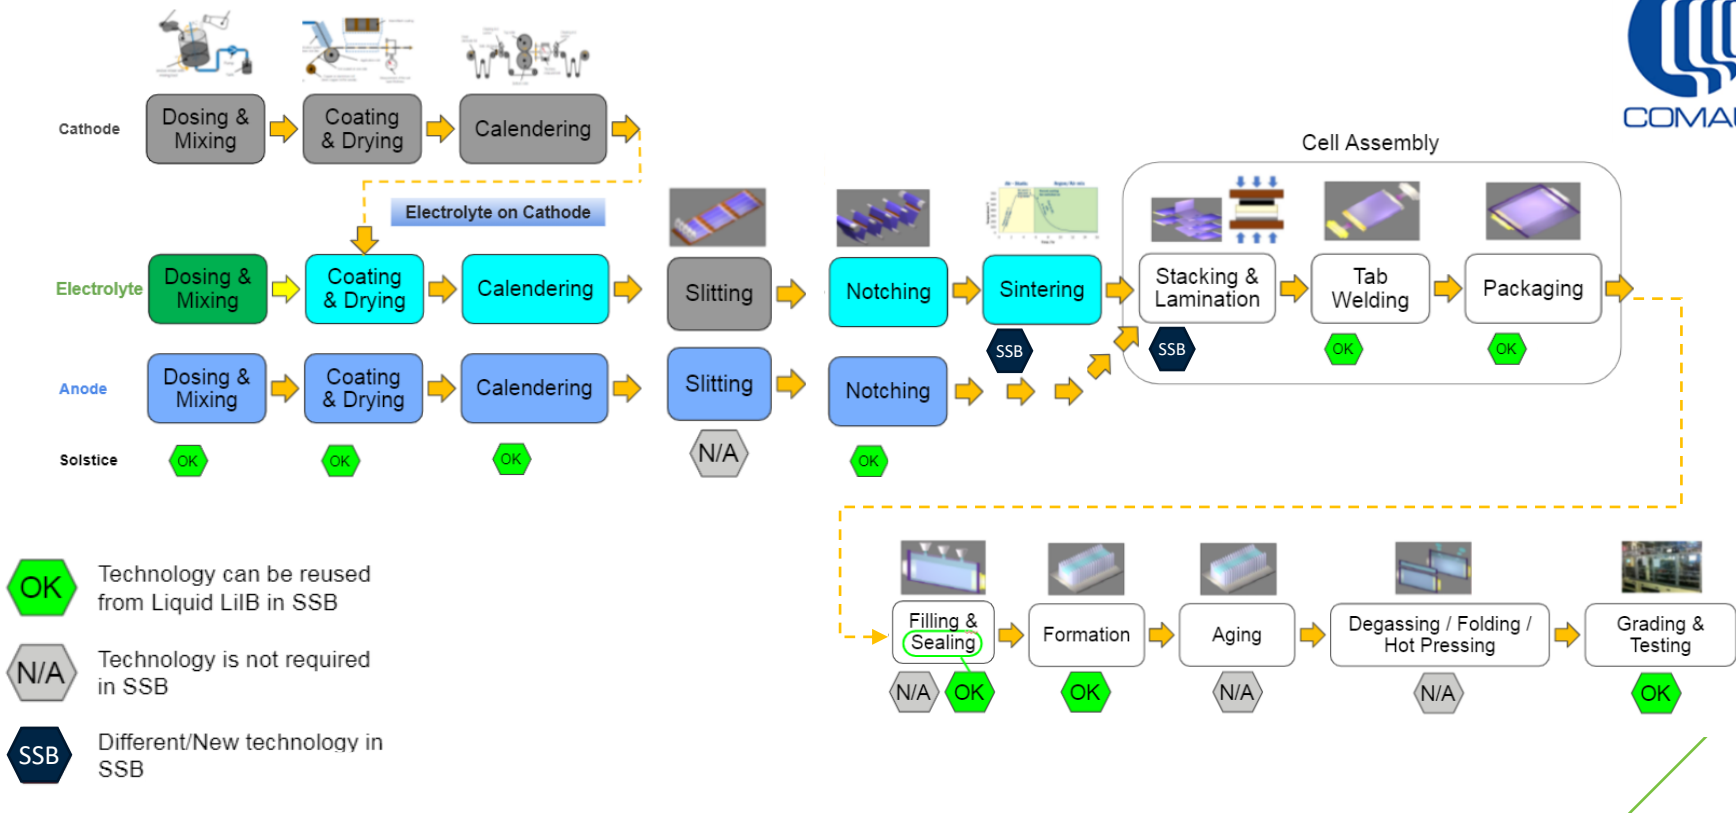 COMAU
Cathode
Dosing &
Mixing
Coating
& Drying
Calendering
Cell Assembly
Electrolyte on Cathode
Electrolyte
Dosing &
Mixing
Coating
& Drying
Calendering
Slitting
Notching
Sintering
Stacking &
Lamination
Tab
Welding
Packaging
SSB
SSB
OK
OK
Anode
Dosing &
Mixing
Coating
& Drying
Calendering
Slitting
Notching
Solstice
OK
OK
OK
N/A
OK
Filling &
Sealing
Formation
Aging
Degassing / Folding /
Hot Pressing
Grading &
Testing
N/A
OK
OK
N/A
N/A
OK
OK
Technology can be reused
from Liquid LiIB in SSB
N/A
Technology is not required
in SSB
SSB
Different/New technology in
SSB